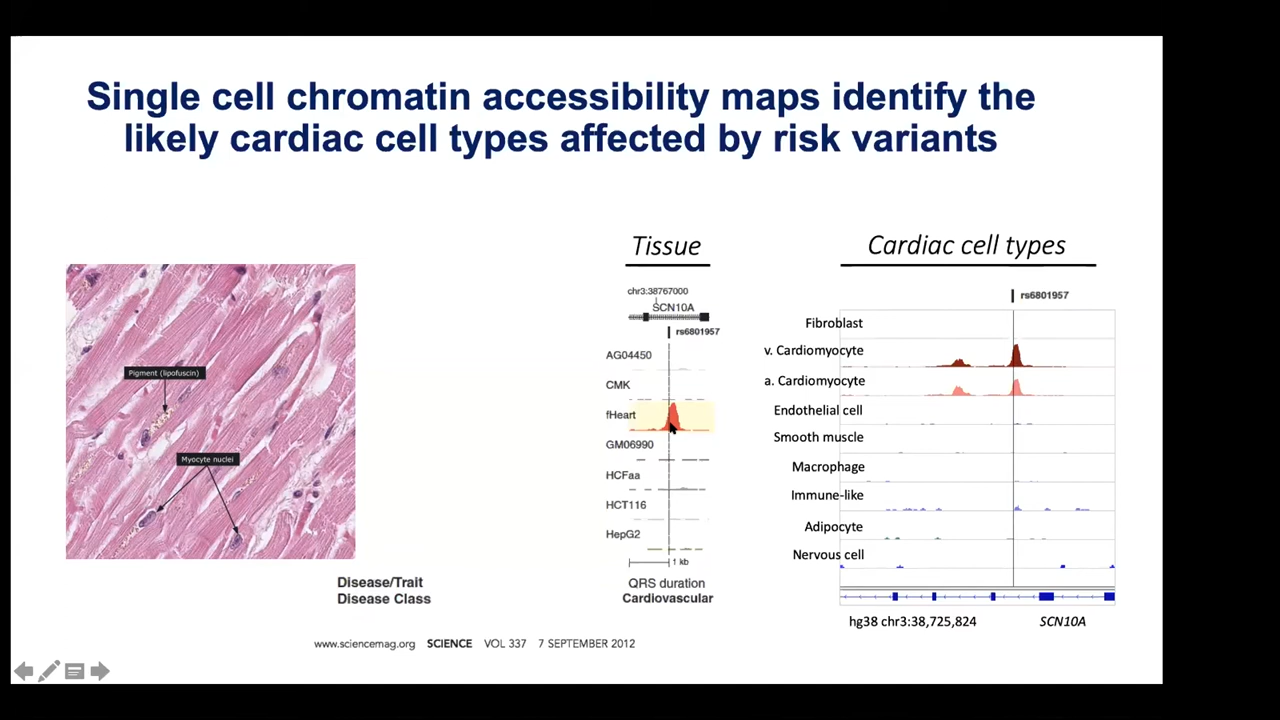 Single cell chromatin accessibility maps identify the
likely cardiac cell types affected by risk variants
Pigment (lipofuscin)
Myocyte nuclei
Disease/Trait
Disease Class
Tissue
chr3:38767000
SCN10A
rs6801957
AG04450
CMK
fHeart
GM06990
HCFaa
HCT116
HepG2
1 kb
QRS duration
Cardiovascular
Cardiac cell types
rs6801957
Fibroblast
v. Cardiomyocyte
a. Cardiomyocyte
Endothelial cell
Smooth muscle
Macrophage
Immune-like
Adipocyte
Nervous cell
hg38 chr3:38,725,824
SCN10A
www.sciencemag.org SCIENCE VOL 337 7 SEPTEMBER 2012